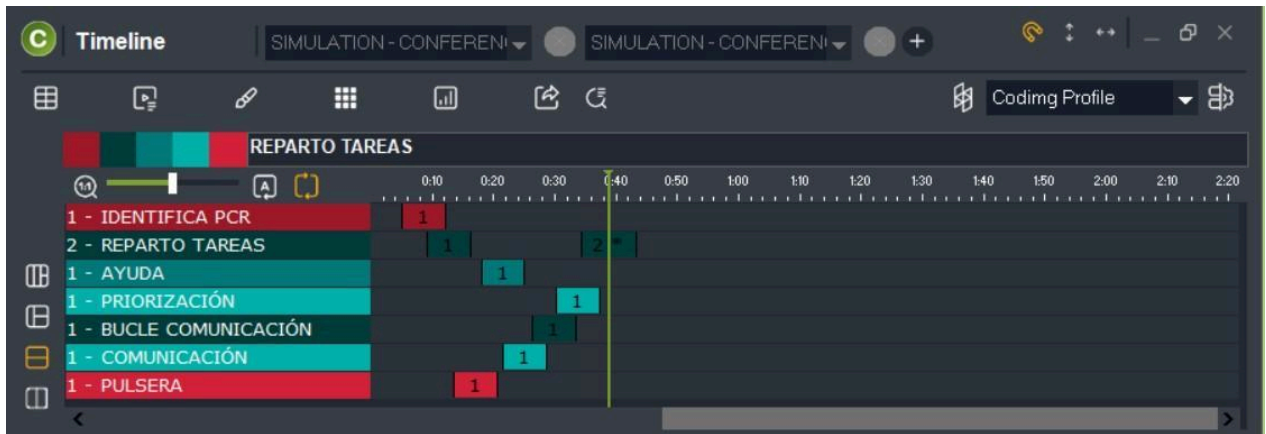 C Timeline SIMULATION - CONFEREN SIMULATION - CONFEREN +
Codimg Profile
REPARTO TAREAS
1:1 A 0:10 0:20 0:30 0:40 0:50 1:00 1:10 1:20 1:30 1:40 1:50 2:00 2:10 2:20
1 - IDENTIFICA PCR 1
2 - REPARTO TAREAS 1 2 *
1 - AYUDA 1
1 - PRIORIZACIÓN 1
1 - BUCLE COMUNICACIÓN 1
1 - COMUNICACIÓN 1
1 - PULSERA 1